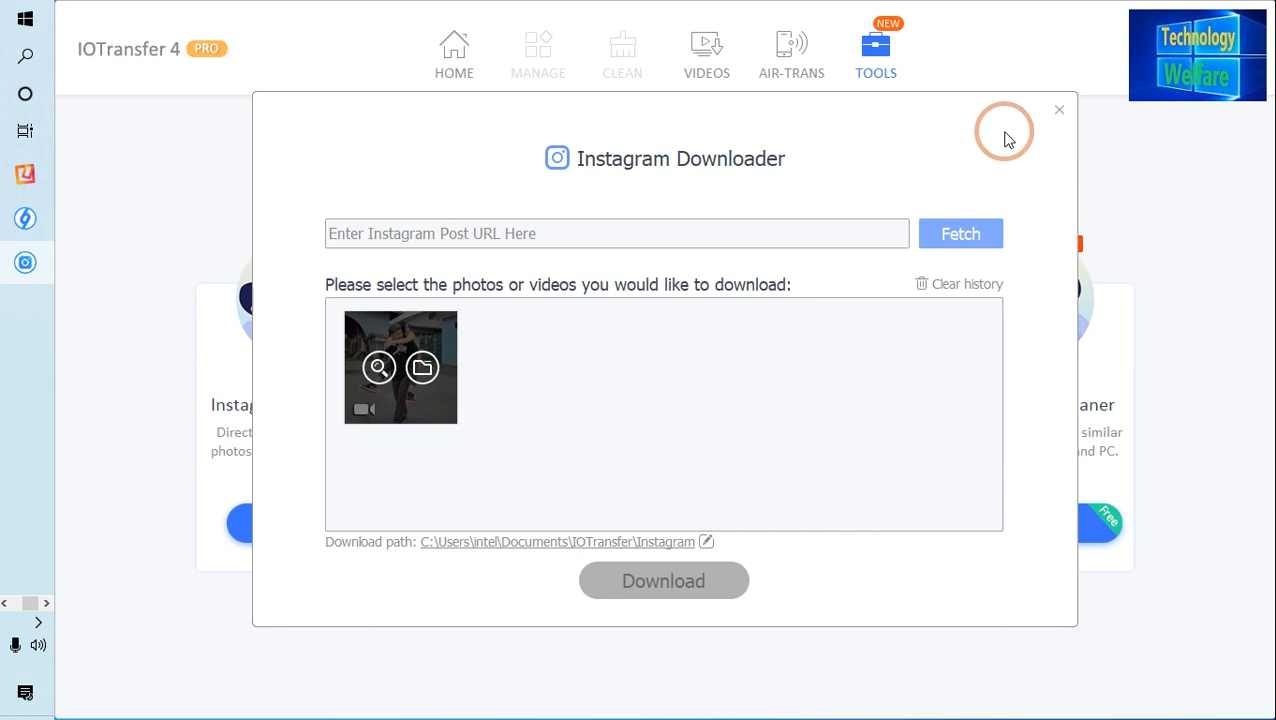 IOTransfer 4 PRO
HOME
MANAGE
CLEAN
VIDEOS
AIR-TRANS
NEW
TOOLS
Technology
Welfare
Instagram Downloader
Enter Instagram Post URL Here
Fetch
Please select the photos or videos you would like to download:
Clear history
Insta
Direct
photos
aner
similar
and PC.
Free
Download path: C:\Users\intel\Documents\IOTransfer\Instagram
Download